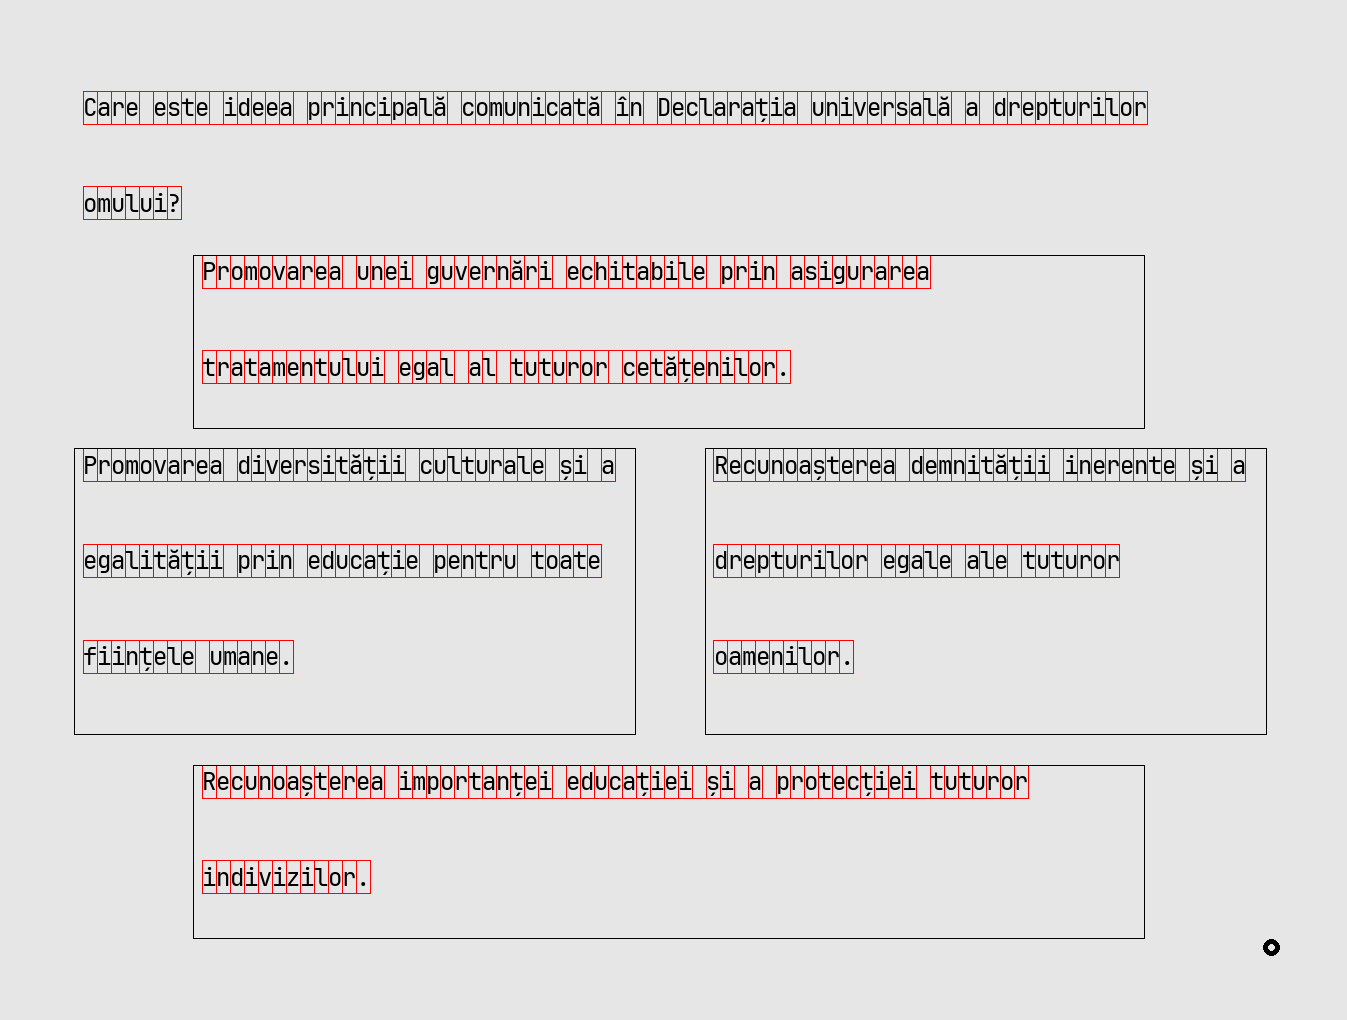 Care este ideea principală comunicată în Declarația universală a drepturilor
omului?
Promovarea unei guvernări echitabile prin asigurarea
tratamentului egal al tuturor cetățenilor.
Promovarea diversității culturale și a
egalității prin educație pentru toate
ființele umane.
Recunoașterea demnității inerente și a
drepturilor egale ale tuturor
oamenilor.
Recunoașterea importanței educației și a protecției tuturor
indivizilor.